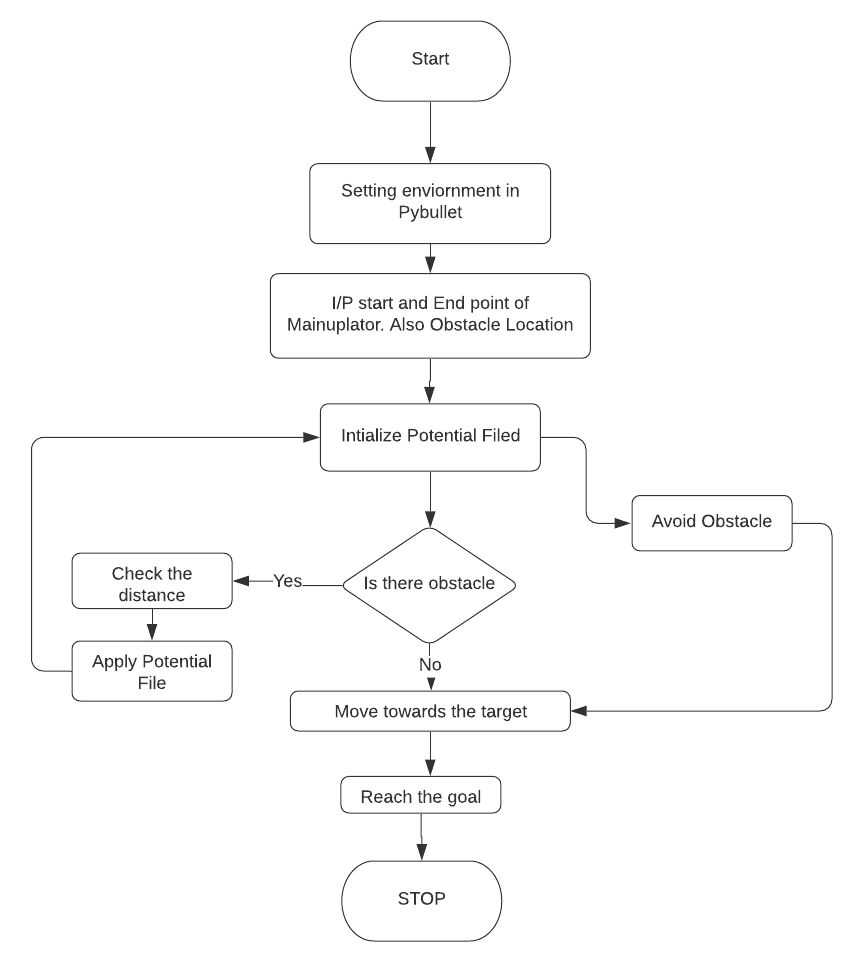 Start
Setting enviornment in
Pybullet
I/P start and End point of
Mainuplator. Also Obstacle Location
Intialize Potential Filed
Avoid Obstacle
Is there obstacle
Yes
Check the
distance
Apply Potential
File
No
Move towards the target
Reach the goal
STOP